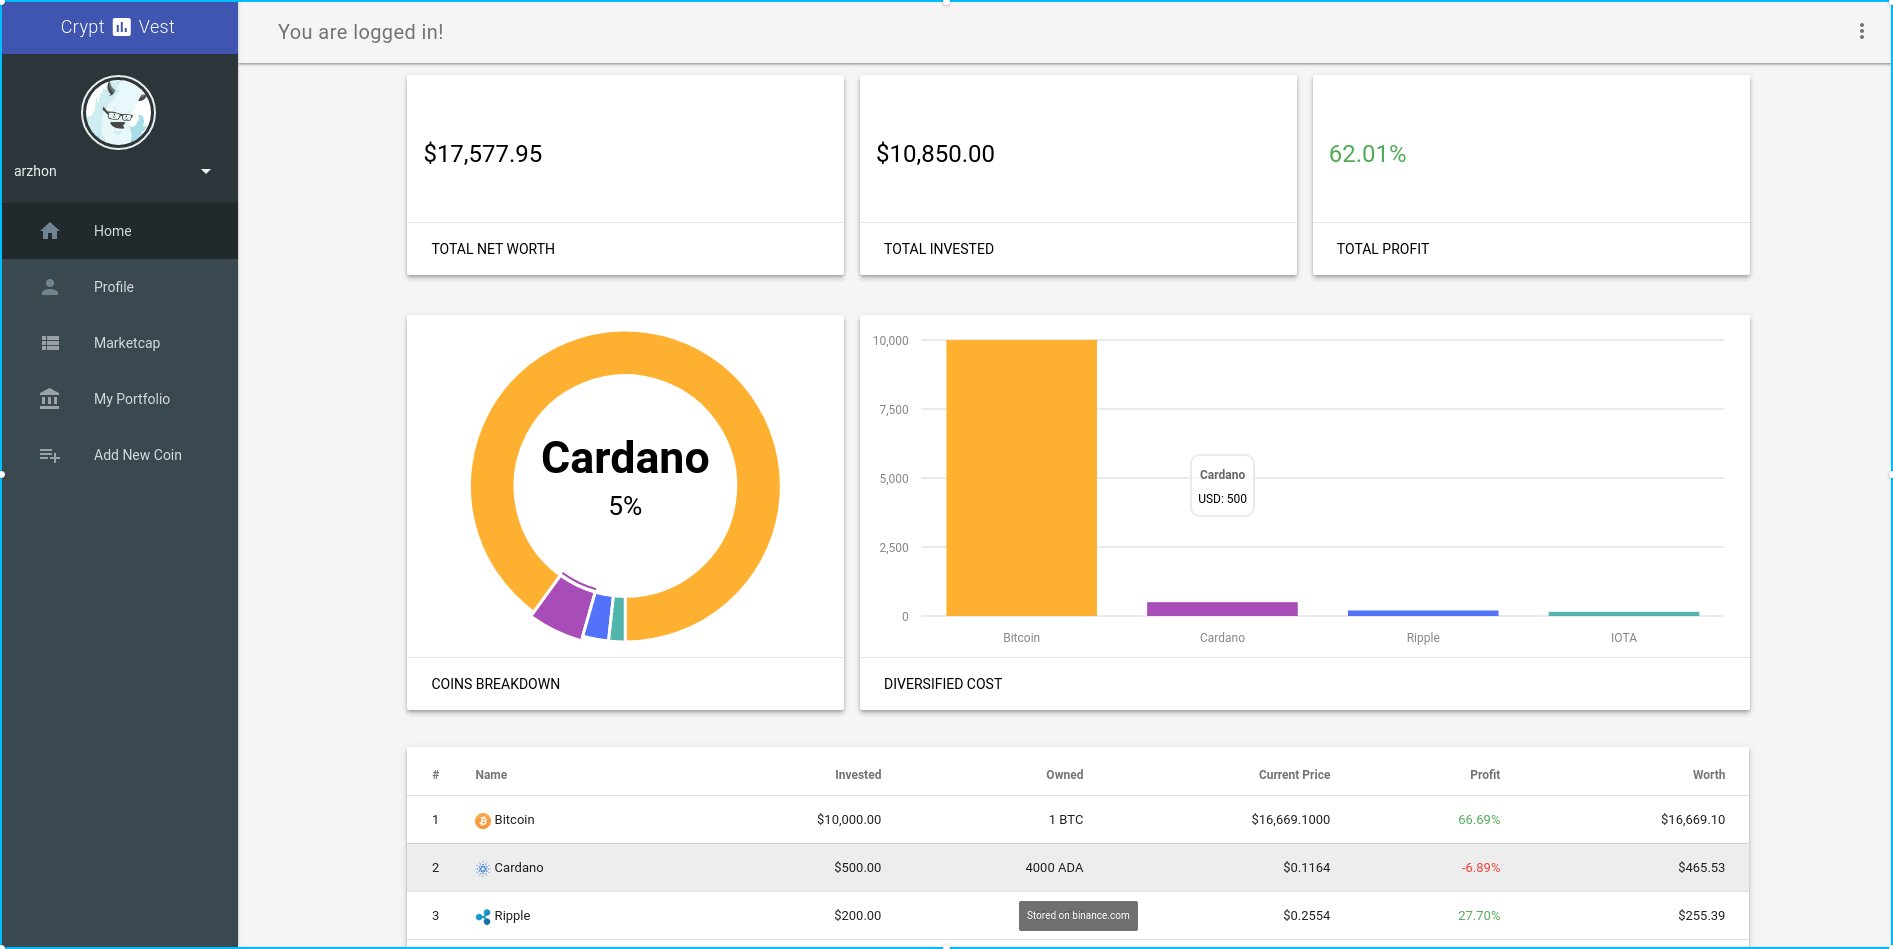 Crypt Vest
You are logged in!
arzhon
Home
Profile
Marketcap
My Portfolio
Add New Coin
$17,577.95
TOTAL NET WORTH
$10,850.00
TOTAL INVESTED
62.01%
TOTAL PROFIT
Cardano
5%
COINS BREAKDOWN
10,000
7,500
5,000
2,500
0
Cardano
USD: 500
Bitcoin Cardano Ripple IOTA
DIVERSIFIED COST
# Name Invested Owned Current Price Profit Worth
1 Bitcoin $10,000.00 1 BTC $16,669.1000 66.69% $16,669.10
2 Cardano $500.00 4000 ADA $0.1164 -6.89% $465.53
3 Ripple $200.00 Stored on binance.com $0.2554 27.70% $255.39